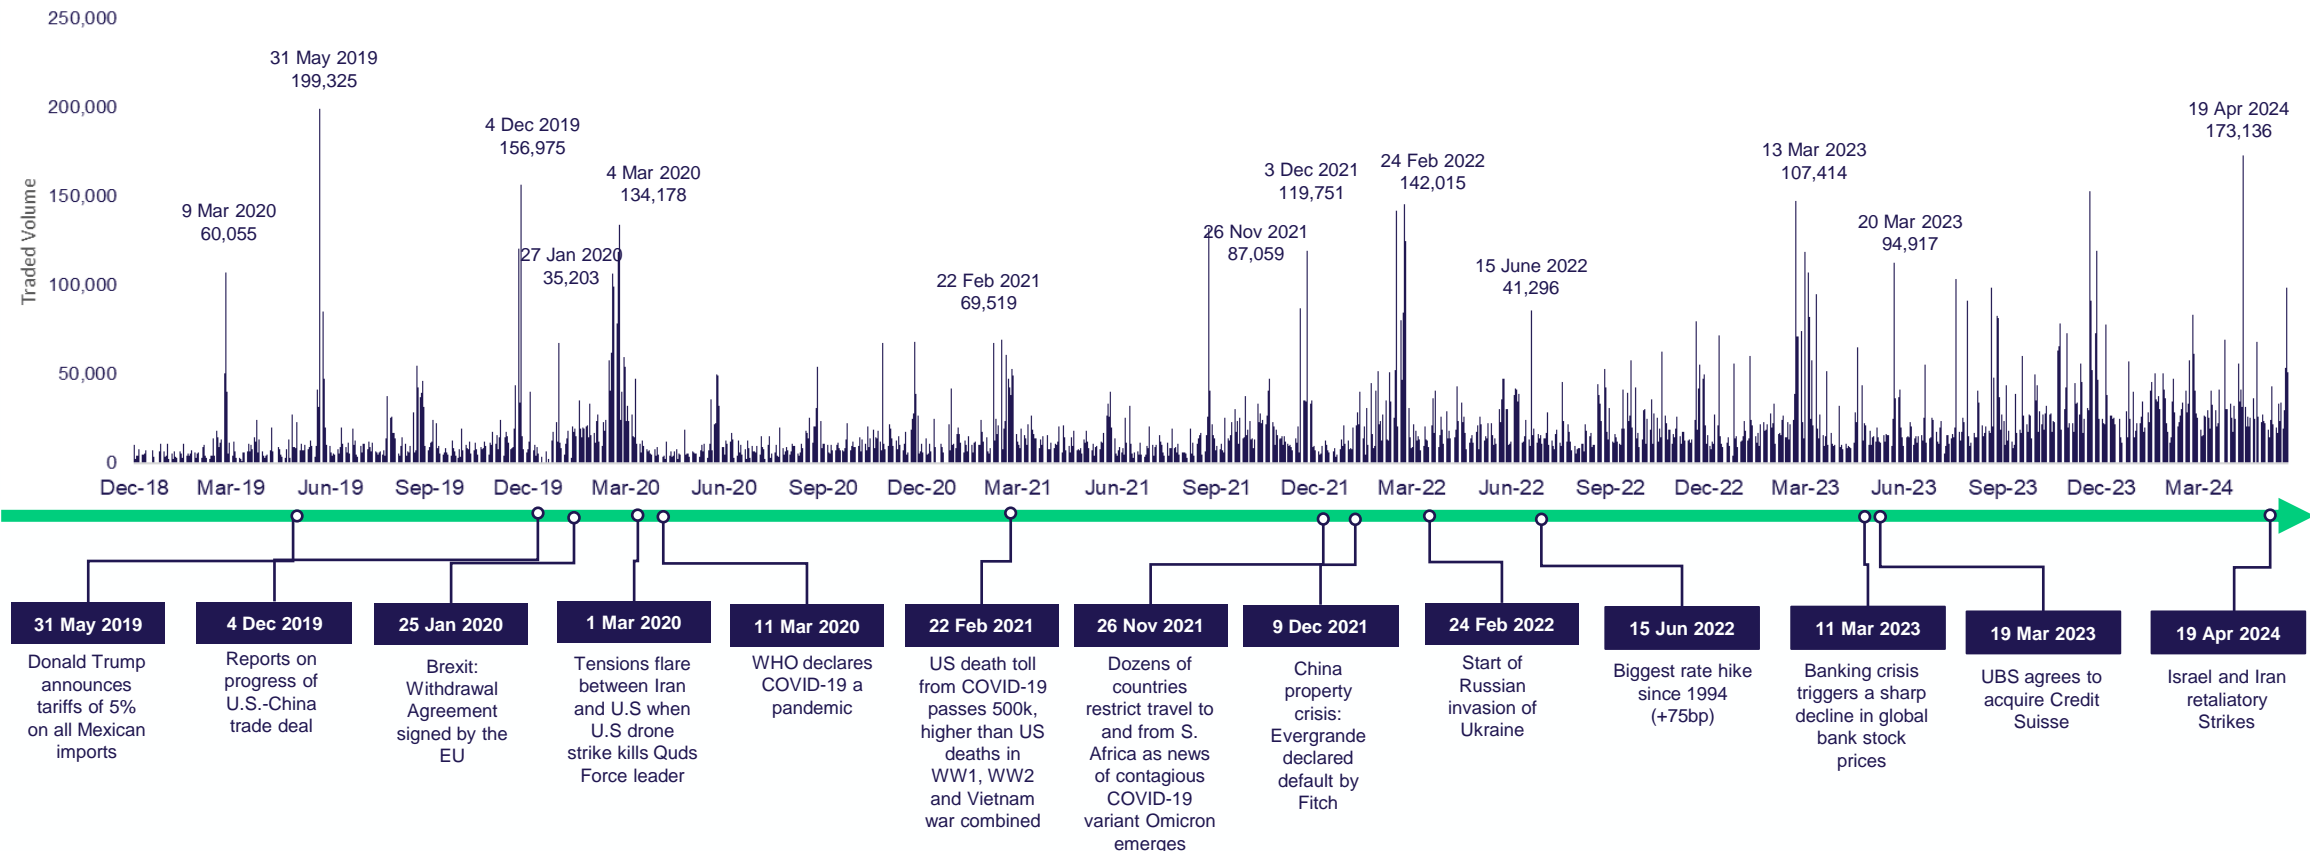 250,000
200,000
150,000
100,000
50,000
0
Traded Volume
31 May 2019
199,325
9 Mar 2020
60,055
4 Dec 2019
156,975
4 Mar 2020
134,178
27 Jan 2020
35,203
22 Feb 2021
69,519
26 Nov 2021
87,059
3 Dec 2021
119,751
24 Feb 2022
142,015
15 June 2022
41,296
13 Mar 2023
107,414
20 Mar 2023
94,917
19 Apr 2024
173,136
Dec-18 Mar-19 Jun-19 Sep-19 Dec-19 Mar-20 Jun-20 Sep-20 Dec-20 Mar-21 Jun-21 Sep-21 Dec-21 Mar-22 Jun-22 Sep-22 Dec-22 Mar-23 Jun-23 Sep-23 Dec-23 Mar-24
31 May 2019
Donald Trump
announces
tariffs of 5%
on all Mexican
imports
4 Dec 2019
Reports on
progress of
U.S.-China
trade deal
25 Jan 2020
Brexit:
Withdrawal
Agreement
signed by the
EU
1 Mar 2020
Tensions flare
between Iran
and U.S when
U.S drone
strike kills Quds
Force leader
11 Mar 2020
WHO declares
COVID-19 a
pandemic
22 Feb 2021
US death toll
from COVID-19
passes 500k,
higher than US
deaths in
WW1, WW2
and Vietnam
war combined
26 Nov 2021
Dozens of
countries
restrict travel to
and from S.
Africa as news
of contagious
COVID-19
variant Omicron
emerges
9 Dec 2021
China
property
crisis:
Evergrande
declared
default by
Fitch
24 Feb 2022
Start of
Russian
invasion of
Ukraine
15 Jun 2022
Biggest rate hike
since 1994
(+75bp)
11 Mar 2023
Banking crisis
triggers a sharp
decline in global
bank stock
prices
19 Mar 2023
UBS agrees to
acquire Credit
Suisse
19 Apr 2024
Israel and Iran
retaliatory
Strikes